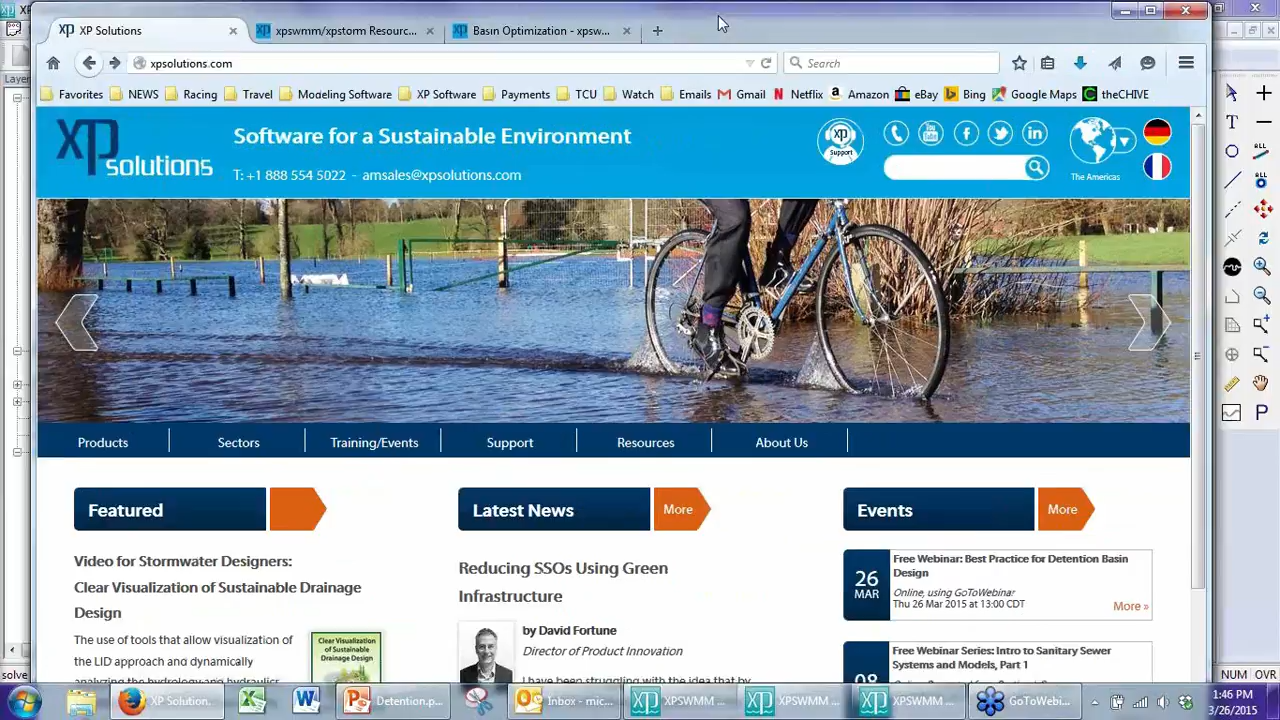 XP Solutions
xpswmm/xpstorm Resourc...
Basin Optimization - xpsw...
xpsolutions.com
Search
Favorites
NEWS
Racing
Travel
Modeling Software
XP Software
Payments
TCU
Watch
Emails
Gmail
Netflix
Amazon
eBay
Bing
Google Maps
theCHIVE
Layer
xp solutions
Software for a Sustainable Environment
T: +1 888 554 5022 - amsales@xpsolutions.com
xp
Support
You Tube
The Americas
ALL
ALL
Products
Sectors
Training/Events
Support
Resources
About Us
Featured
Latest News
More
Events
More
Video for Stormwater Designers:
Clear Visualization of Sustainable Drainage
Design
The use of tools that allow visualization of
the LID approach and dynamically
analyzing the hydrology and hydraulics
Clear Visualization
of Sustainable
Drainage Design
Reducing SSOs Using Green
Infrastructure
by David Fortune
Director of Product Innovation
I have been struggling with the idea that by
26
MAR
Free Webinar: Best Practice for Detention Basin
Design
Online, using GoToWebinar
Thu 26 Mar 2015 at 13:00 CDT
More »
08
Free Webinar Series: Intro to Sanitary Sewer
Systems and Models, Part 1
solve
NUM
OVR
XP Solution...
Detention.p...
Inbox - mic...
XPSWMM ...
XPSWMM ...
XPSWMM ...
GoToWebi...
1:46 PM
3/26/2015